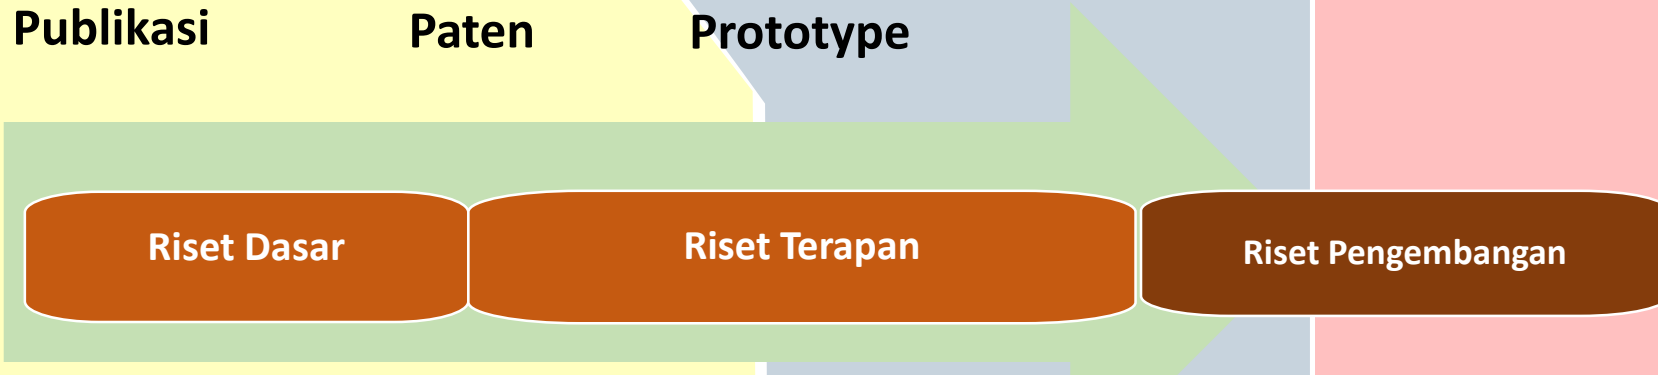 Publikasi Paten Prototype
Riset Dasar Riset Terapan Riset Pengembangan